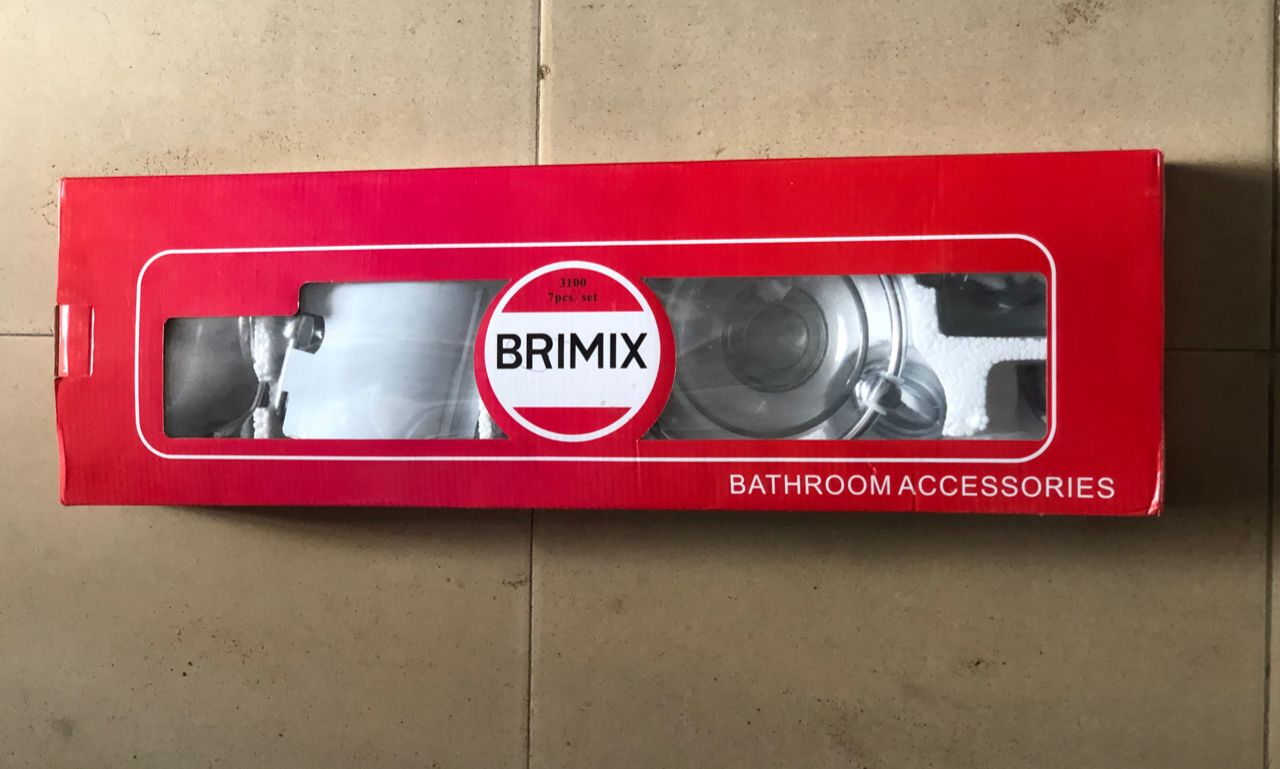 3100
7pcs/set
BRIMIX
BATHROOM ACCESSORIES